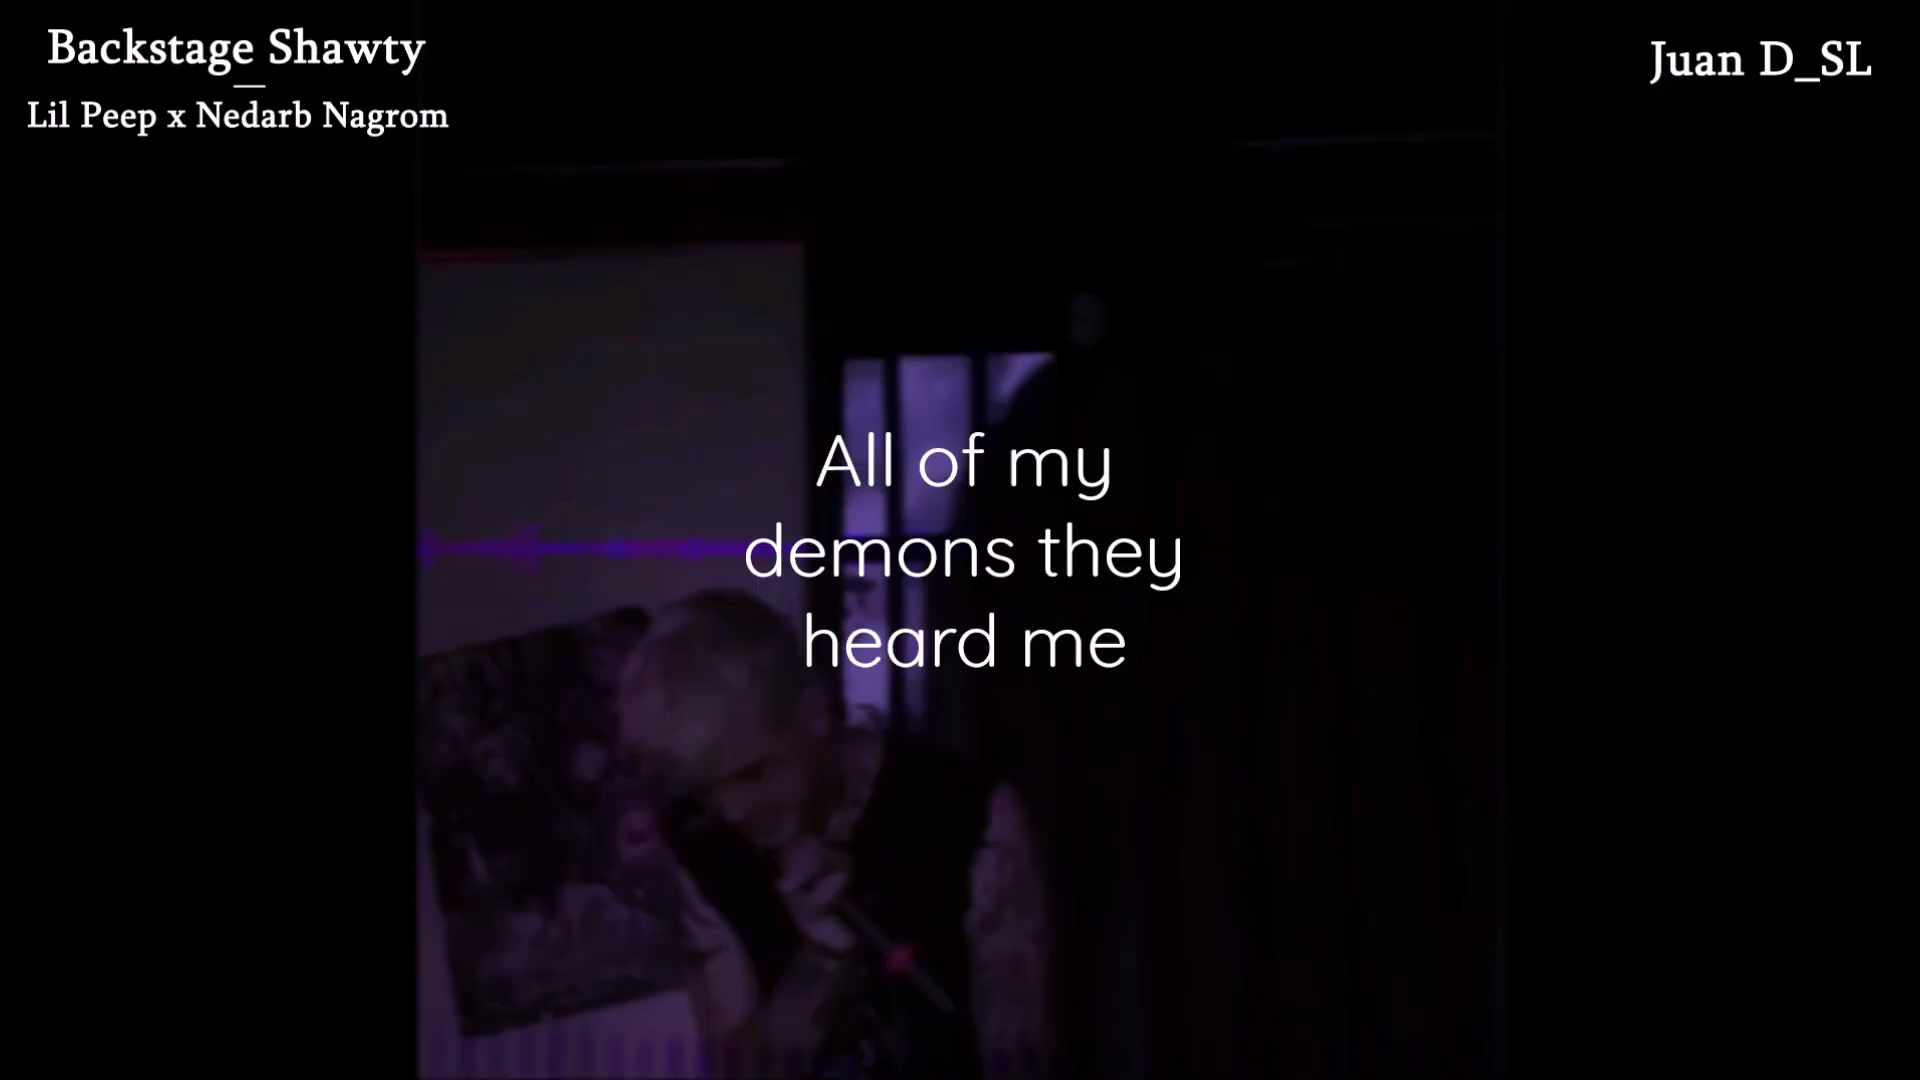 Backstage Shawty
Lil Peep x Nedarb Nagrom
Juan D_SL
All of my
demons they
heard me